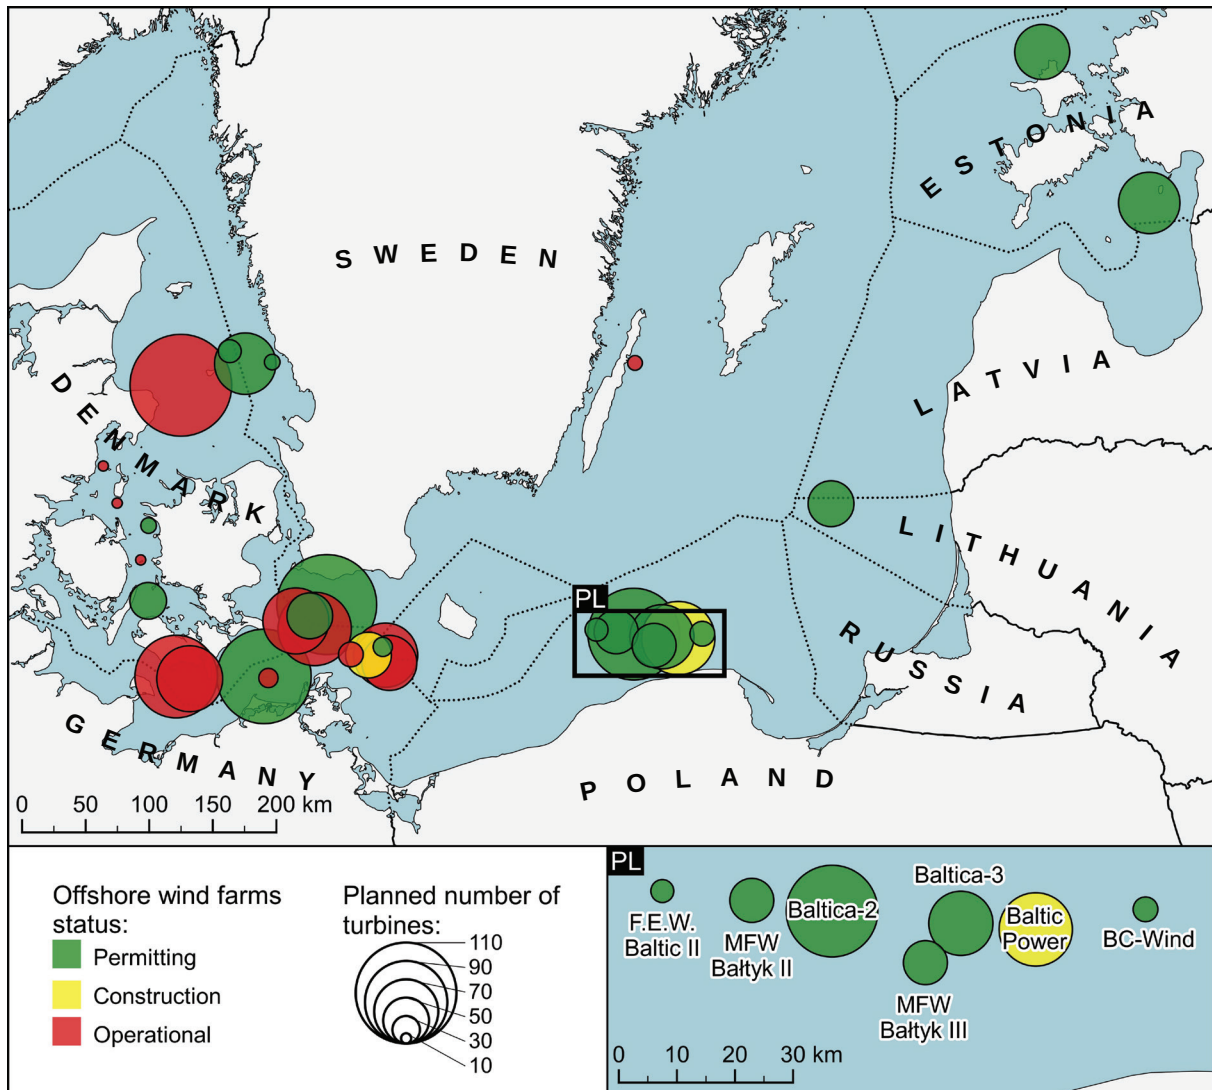 ESTONIA
SWEDEN
LATVIA
DENMARK
LITHUANIA
PL
RUSSIA
GERMANY
POLAND
0 50 100 150 200 km
Offshore wind farms
status:
Permitting
Construction
Operational
Planned number of
turbines:
110
90
70
50
30
10
PL
F.E.W.
Baltic II
MFW
Bałtyk II
Baltica-2
Baltica-3
MFW
Bałtyk III
Baltic
Power
BC-Wind
0 10 20 30 km